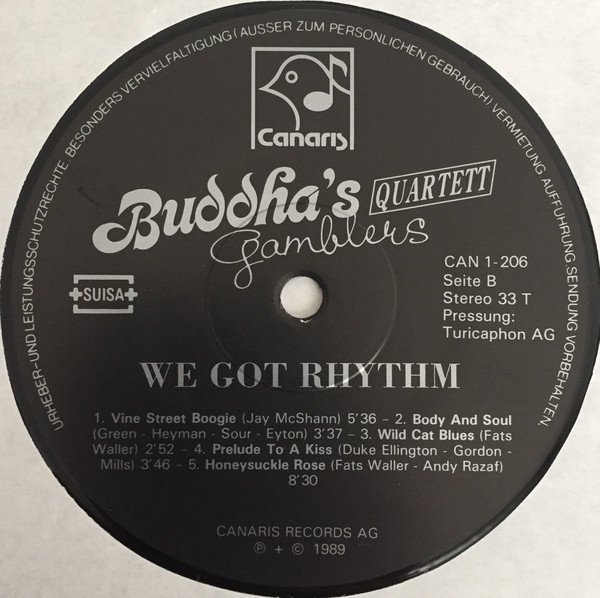 URHEBER-UND LEISTUNGSSCHUTZRECHTE: BESONDERS VERVIELFALTIGUNG (AUSSER ZUM PERSONLICHEN GEBRAUCH) VERMIETUNG AUFFUHRUNG SENDUNG VORBEHALTEN.
Canaris
Buddha's QUARTETT
Gamblers
CAN 1-206
Seite B
Stereo 33 T
Pressung:
Turicaphon AG
+SUISA+
WE GOT RHYTHM
1. Vine Street Boogie (Jay McShann) 5'36 - 2. Body And Soul
(Green - Heyman - Sour - Eyton) 3'37 - 3. Wild Cat Blues (Fats
Waller) 2'52 - 4. Prelude To A Kiss (Duke Ellington - Gordon -
Mills) 3'46 - 5. Honeysuckle Rose (Fats Waller - Andy Razaf)
8'30
CANARIS RECORDS AG
℗ + © 1989